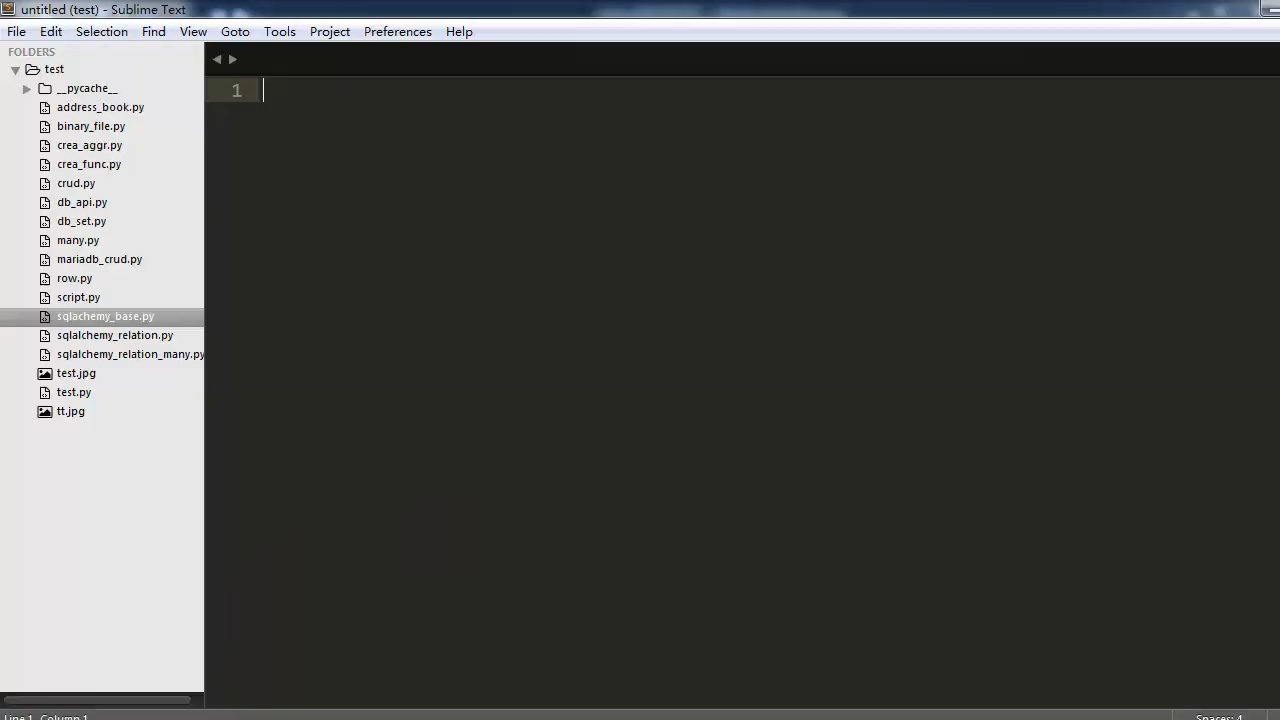 untitled (test) - Sublime Text
File Edit Selection Find View Goto Tools Project Preferences Help
FOLDERS
test
__pycache__
address_book.py
binary_file.py
crea_aggr.py
crea_func.py
crud.py
db_api.py
db_set.py
many.py
mariadb_crud.py
row.py
script.py
sqlachemy_base.py
sqlalchemy_relation.py
sqlalchemy_relation_many.py
test.jpg
test.py
tt.jpg
1
Line 1, Column 1
Spaces: 4